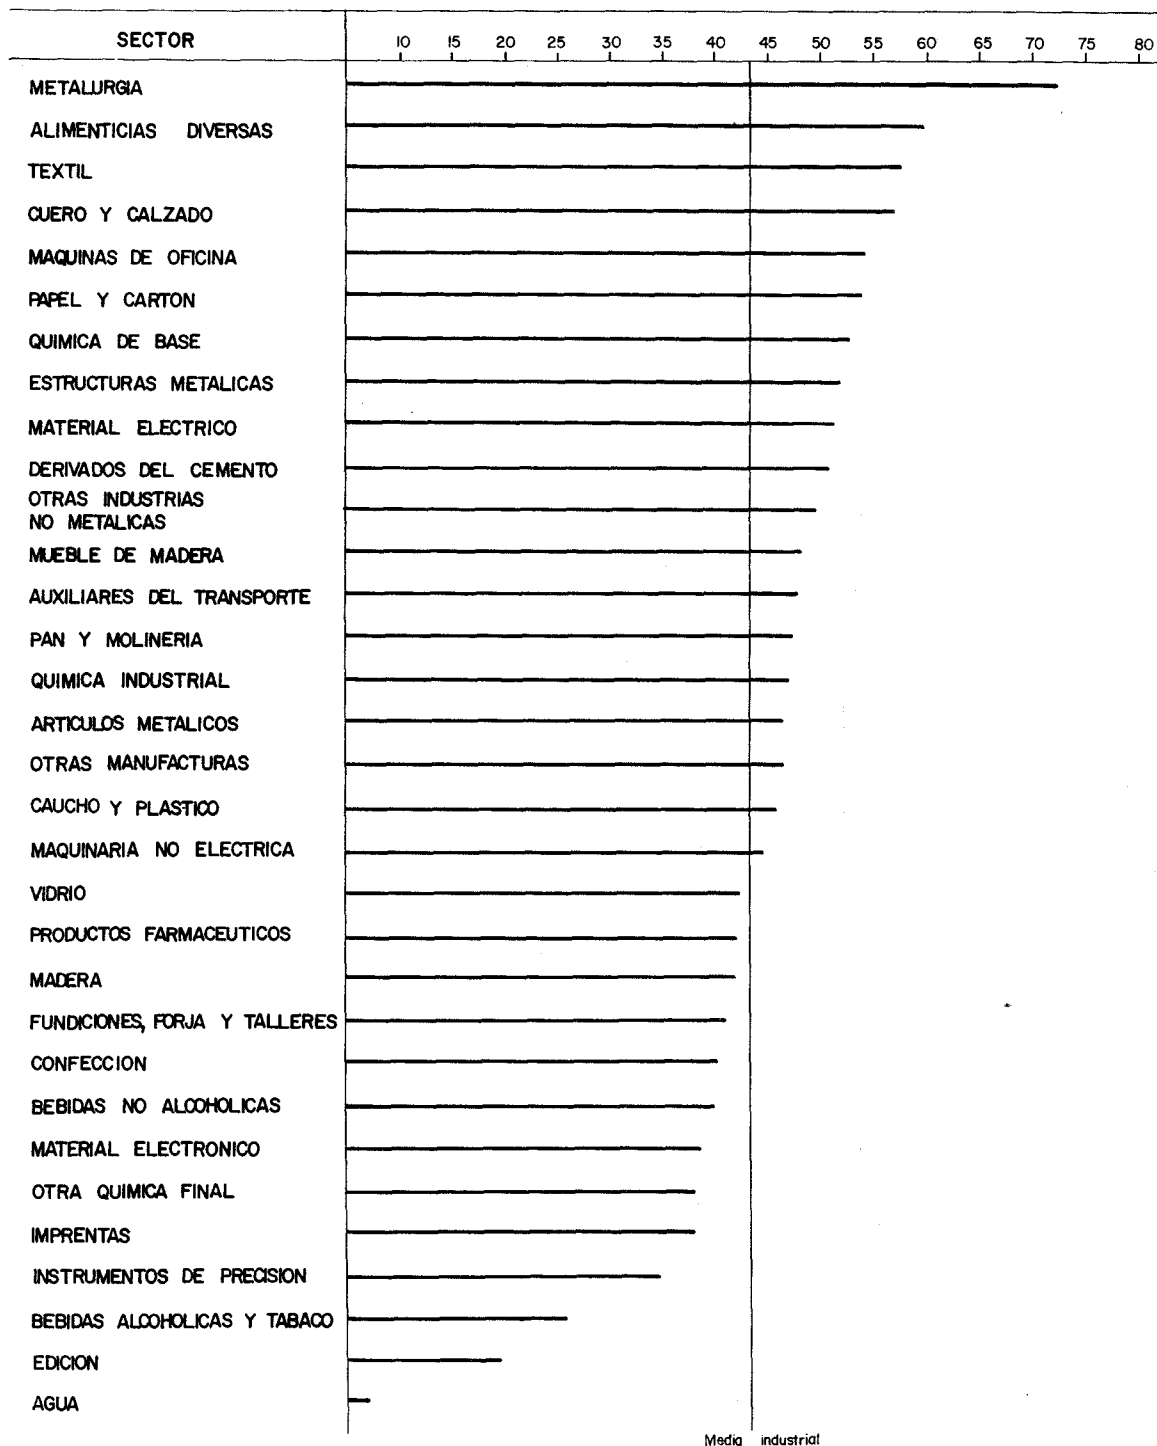 SECTOR 10 15 20 25 30 35 40 45 50 55 60 65 70 75 80
METALURGIA
ALIMENTICIAS DIVERSAS
TEXTIL
CUERO Y CALZADO
MAQUINAS DE OFICINA
PAPEL Y CARTON
QUIMICA DE BASE
ESTRUCTURAS METALICAS
MATERIAL ELECTRICO
DERIVADOS DEL CEMENTO
OTRAS INDUSTRIAS
NO METALICAS
MUEBLE DE MADERA
AUXILIARES DEL TRANSPORTE
PAN Y MOLINERIA
QUIMICA INDUSTRIAL
ARTICULOS METALICOS
OTRAS MANUFACTURAS
CAUCHO Y PLASTICO
MAQUINARIA NO ELECTRICA
VIDRIO
PRODUCTOS FARMACEUTICOS
MADERA
FUNDICIONES, FORJA Y TALLERES
CONFECCION
BEBIDAS NO ALCOHOLICAS
MATERIAL ELECTRONICO
OTRA QUIMICA FINAL
IMPRENTAS
INSTRUMENTOS DE PRECISION
BEBIDAS ALCOHOLICAS Y TABACO
EDICION
AGUA
Media industrial